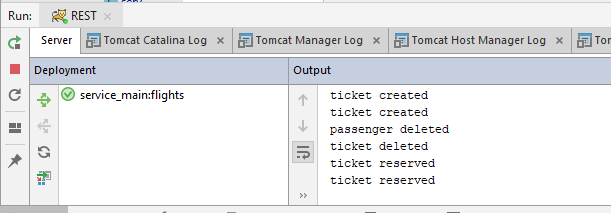 Run: REST ×
Server Tomcat Catalina Log × Tomcat Manager Log × Tomcat Host Manager Log × Tom
Deployment Output
service_main:flights
ticket created
ticket created
passenger deleted
ticket deleted
ticket reserved
ticket reserved